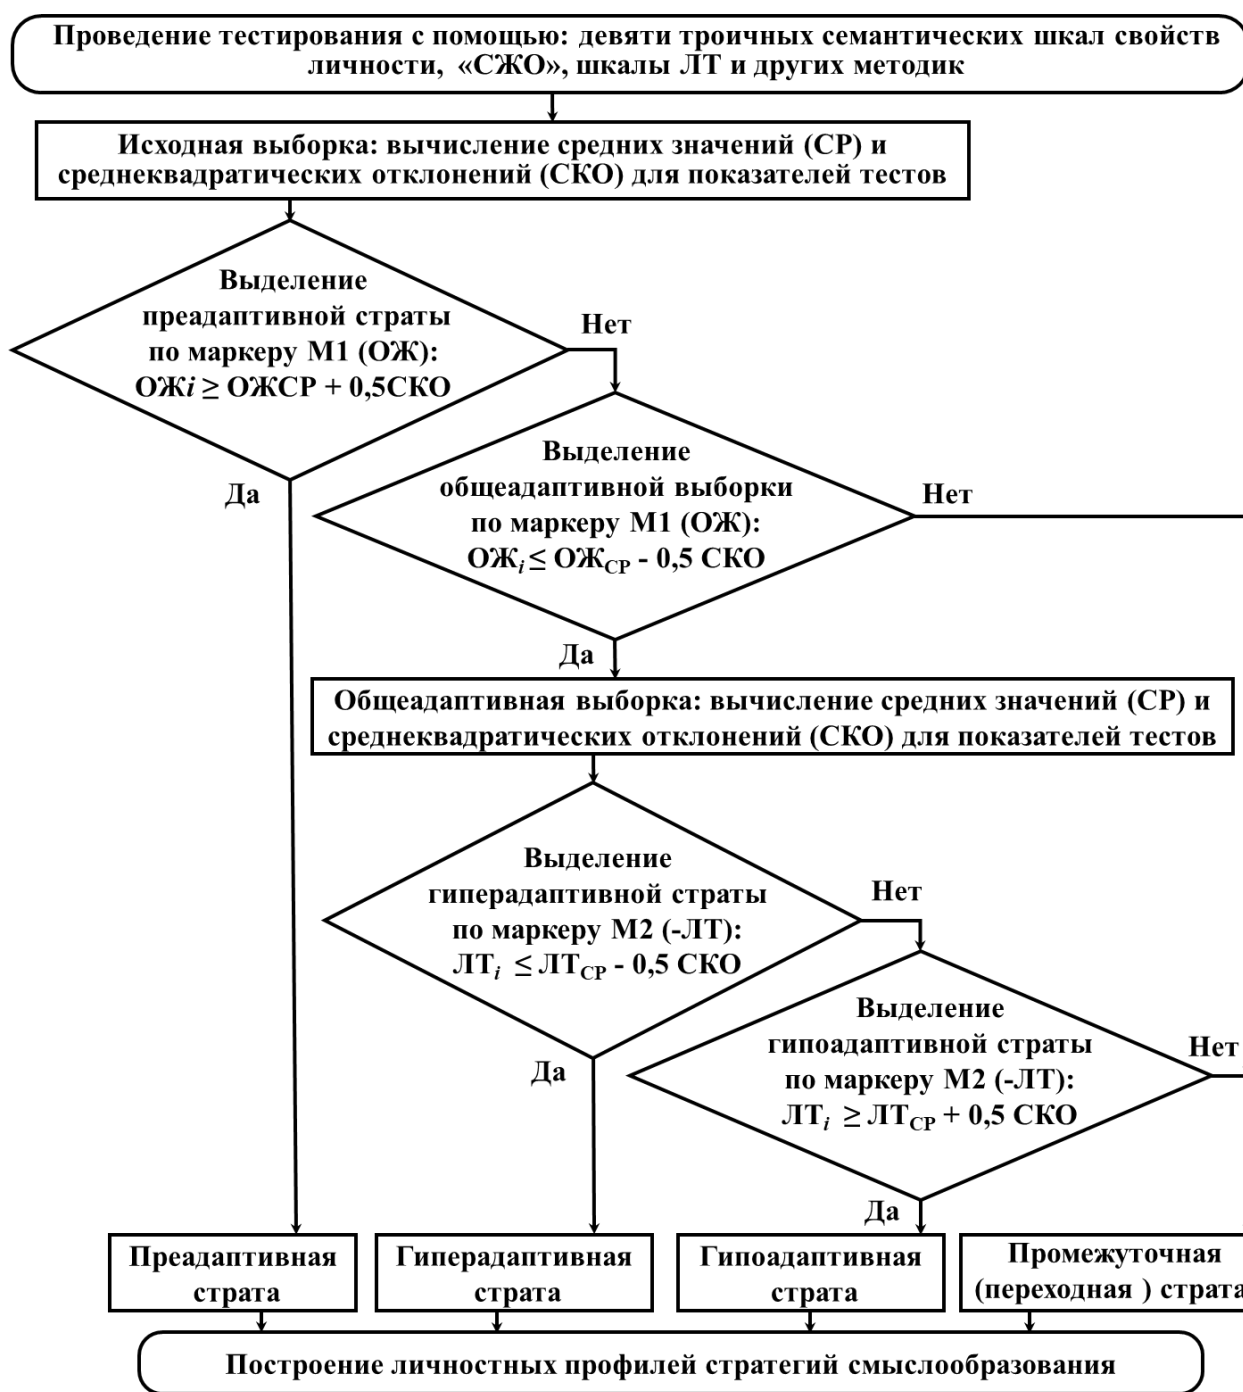 Проведение тестирования с помощью: девяти троичных семантических шкал свойств
личности, «СЖО», шкалы ЛТ и других методик
Исходная выборка: вычисление средних значений (СР) и
среднеквадратических отклонений (СКО) для показателей тестов
Выделение
преадаптивной страты
по маркеру М1 (ОЖ):
ОЖi ≥ ОЖСР + 0,5СКО
Нет
Да
Выделение
общеадаптивной выборки
по маркеру М1 (ОЖ):
ОЖi ≤ ОЖСР - 0,5 СКО
Нет
Да
Общеадаптивная выборка: вычисление средних значений (СР) и
среднеквадратических отклонений (СКО) для показателей тестов
Выделение
гиперадаптивной страты
по маркеру М2 (-ЛТ):
ЛТi ≤ ЛТСР - 0,5 СКО
Нет
Да
Выделение
гипоадаптивной страты
по маркеру М2 (-ЛТ):
ЛТi ≥ ЛТСР + 0,5 СКО
Нет
Да
Преадаптивная
страта
Гиперадаптивная
страта
Гипоадаптивная
страта
Промежуточная
(переходная ) страта
Построение личностных профилей стратегий смыслообразования